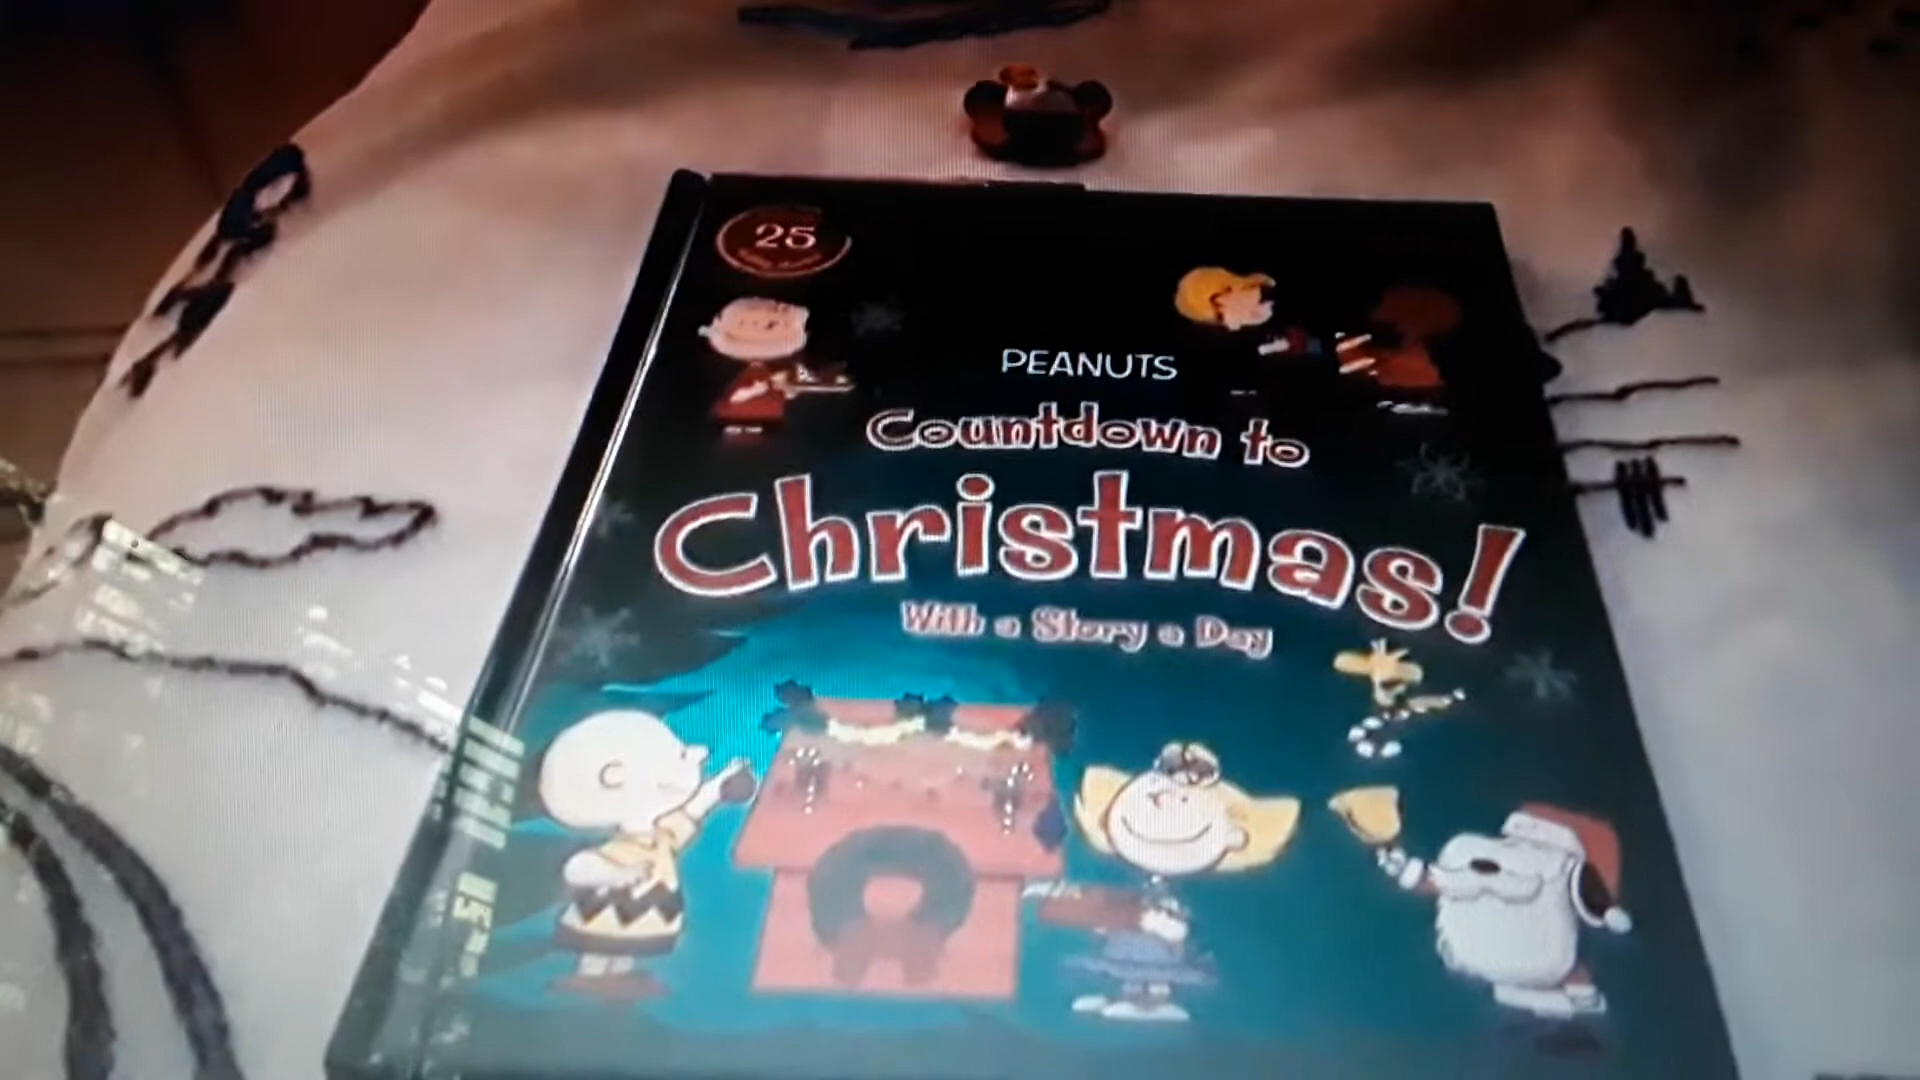 25
PEANUTS
Countdown to
Christmas!
With a Story a Day